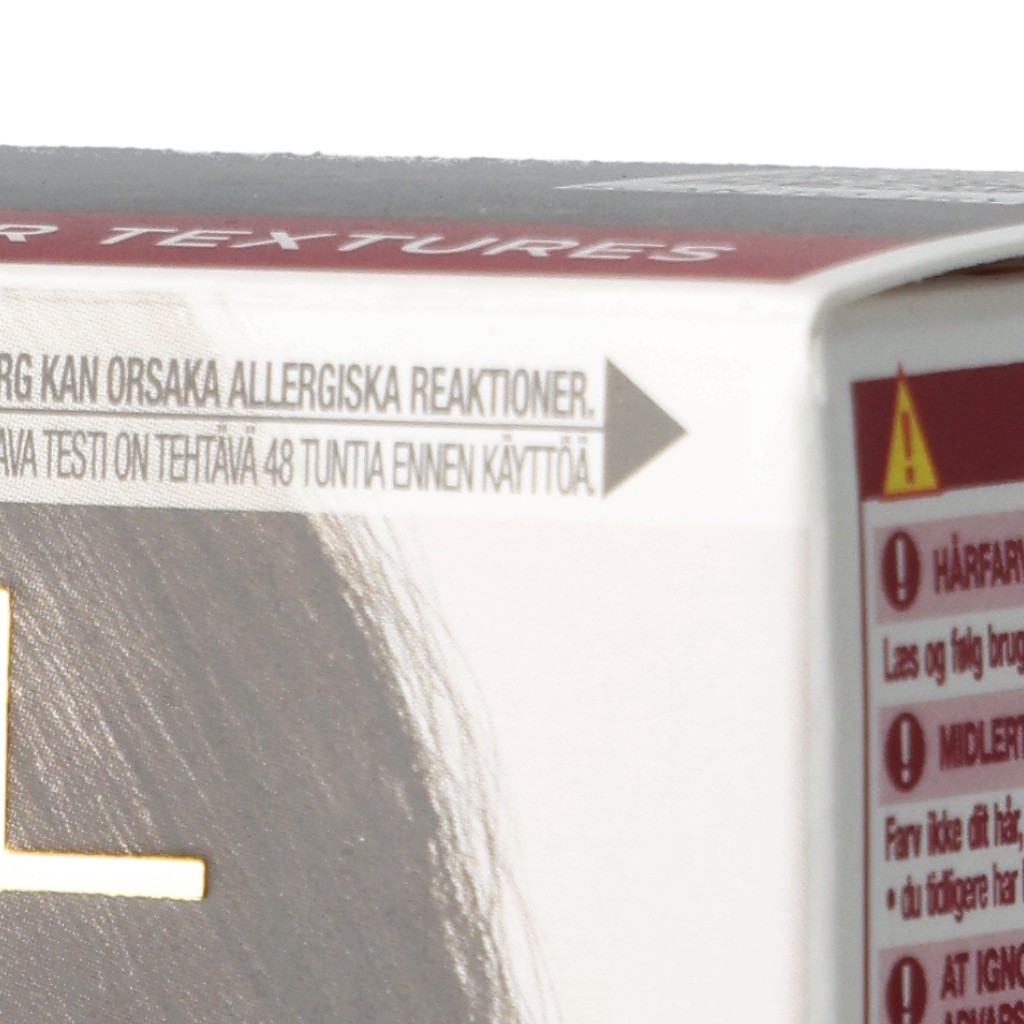 R TEXTURES
RG KAN ORSAKA ALLERGISKA REAKTIONER.
AVA TESTI ON TEHTÄVÄ 48 TUNTIA ENNEN KÄYTTÖÄ.
L
HÅRFARV
Læs og følg brug
MIDLERT
Farv ikke dit hår,
• du tidligere har
AT IGNO